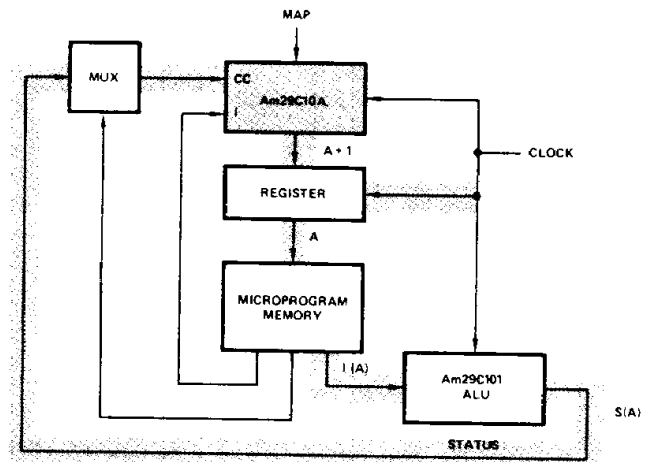 MAP
MUX
CC
Am29C10A
I
A + 1
CLOCK
REGISTER
A
MICROPROGRAM
MEMORY
I (A)
Am29C101
ALU
S(A)
STATUS